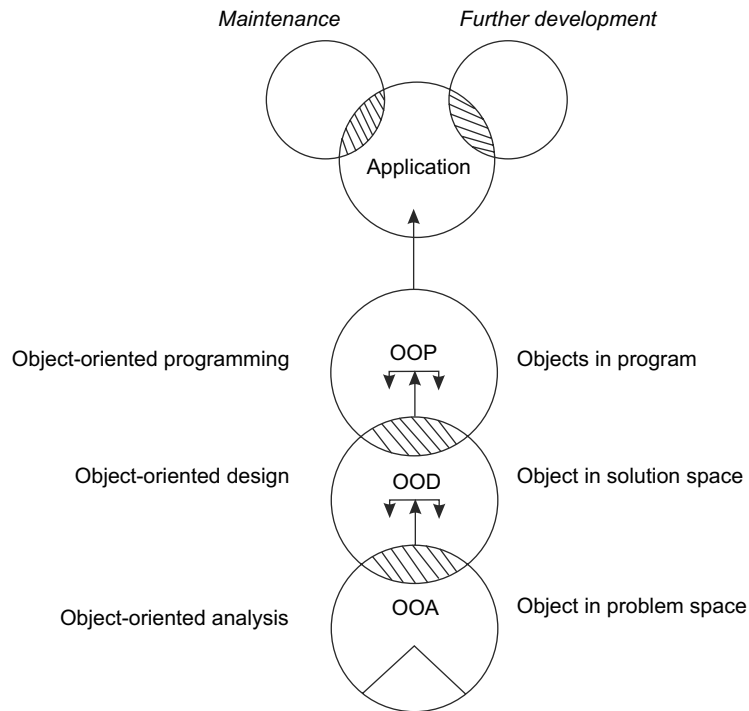 Maintenance
Further development
Application
Object-oriented programming
OOP
Objects in program
Object-oriented design
OOD
Object in solution space
Object-oriented analysis
OOA
Object in problem space